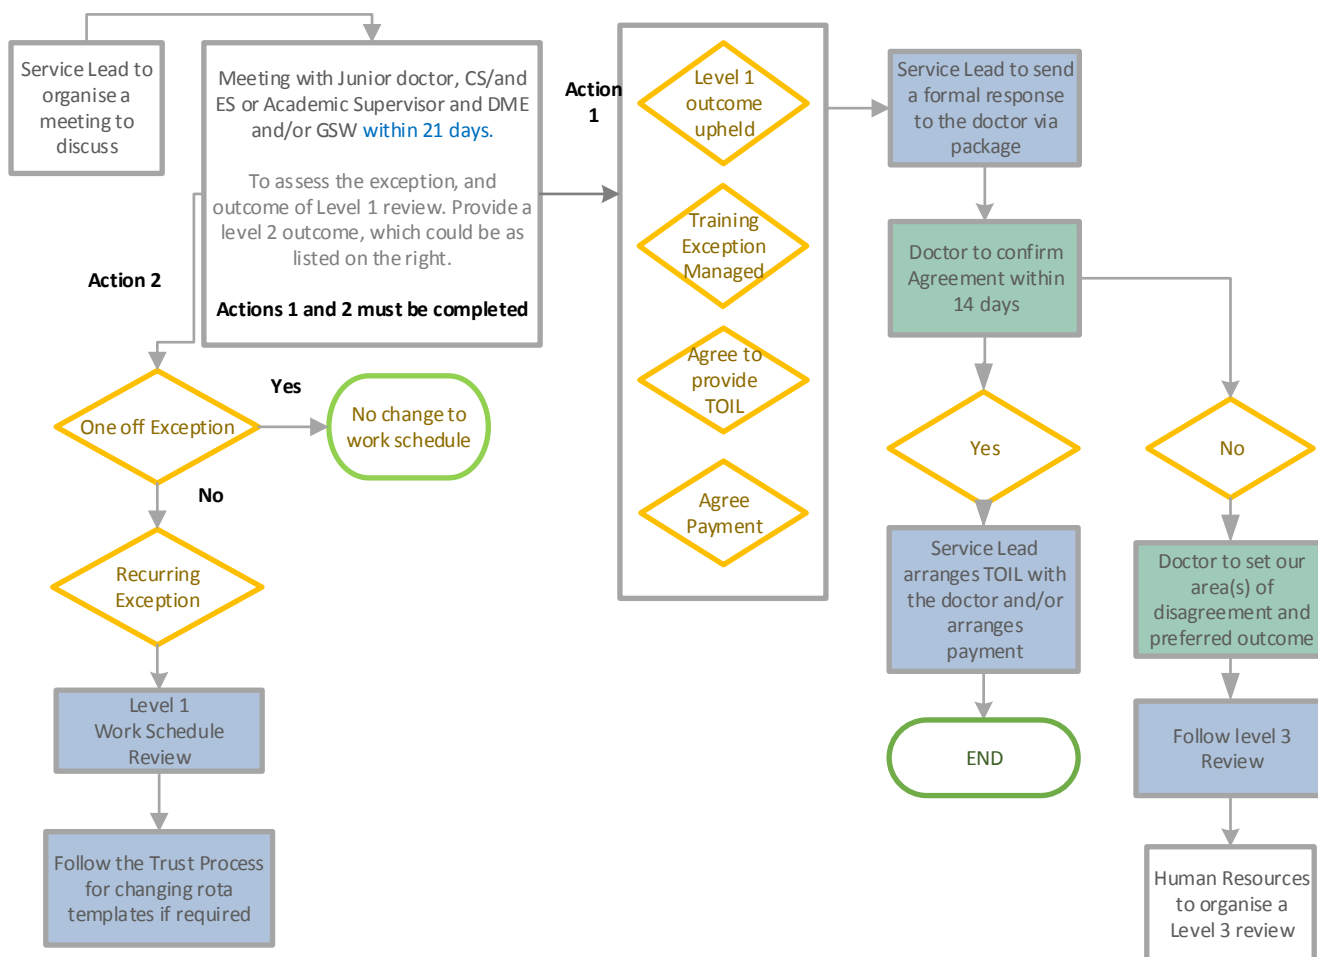 Service Lead to
organise a
meeting to
discuss
Meeting with Junior doctor, CS/and
ES or Academic Supervisor and DME
and/or GSW within 21 days.
To assess the exception, and
outcome of Level 1 review. Provide a
level 2 outcome, which could be as
listed on the right.
Actions 1 and 2 must be completed
Action
1
Level 1
outcome
upheld
Training
Exception
Managed
Agree to
provide
TOIL
Agree
Payment
Service Lead to send
a formal response
to the doctor via
package
Doctor to confirm
Agreement within
14 days
Yes
No
Service Lead
arranges TOIL with
the doctor and/or
arranges
payment
END
Doctor to set our
area(s) of
disagreement and
preferred outcome
Follow level 3
Review
Human Resources
to organise a
Level 3 review
Action 2
One off Exception
Yes
No change to
work schedule
No
Recurring
Exception
Level 1
Work Schedule
Review
Follow the Trust Process
for changing rota
templates if required